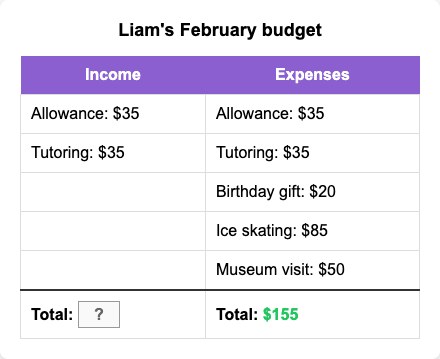 Liam's February budget
Income Expenses
Allowance: $35 Allowance: $35
Tutoring: $35 Tutoring: $35
Birthday gift: $20
Ice skating: $85
Museum visit: $50
Total: ? Total: $155